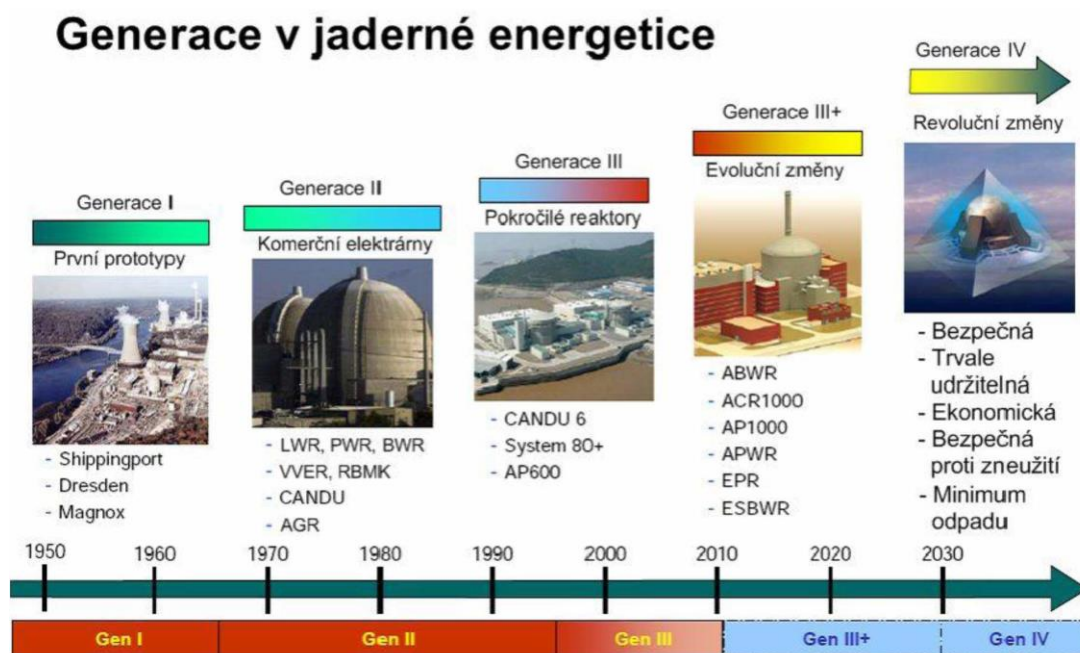 Generace v jaderné energetice
Generace I
První prototypy
- Shippingport
- Dresden
- Magnox
Generace II
Komerční elektrárny
- LWR, PWR, BWR
- VVER, RBMK
- CANDU
- AGR
Generace III
Pokročilé reaktory
- CANDU 6
- System 80+
- AP600
Generace III+
Evoluční změny
- ABWR
- ACR1000
- AP1000
- APWR
- EPR
- ESBWR
Generace IV
Revoluční změny
- Bezpečná
- Trvale
udržitelná
- Ekonomická
- Bezpečná
proti zneužití
- Minimum
odpadu
1950 1960 1970 1980 1990 2000 2010 2020 2030
Gen I Gen II Gen III Gen III+ Gen IV